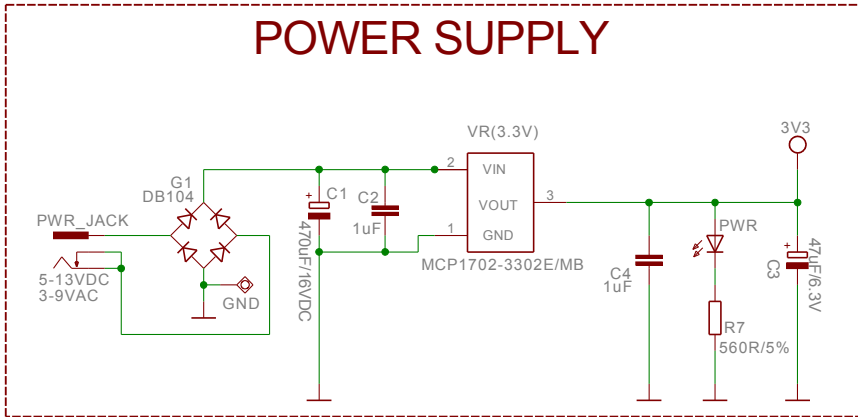 POWER SUPPLY
3V3
VR(3.3V)
G1
DB104
2
VIN
C1
C2
1uF
470uF/16VDC
VOUT
3
PWR_JACK
1
GND
MCP1702-3302E/MB
PWR
47uF/6.3V
C3
5-13VDC
3-9VAC
GND
C4
1uF
R7
560R/5%
+
+